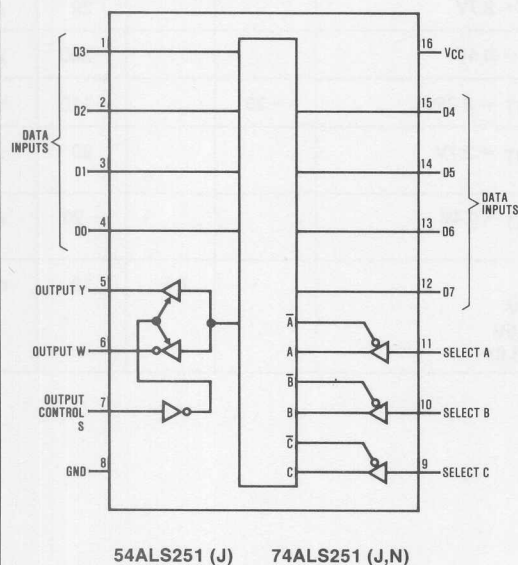 1
D3
16
VCC
2
D2
15
D4
DATA
INPUTS
3
D1
14
D5
DATA
INPUTS
4
D0
13
D6
12
D7
5
OUTPUT Y
A̅
6
OUTPUT W
A
11
SELECT A
B̅
OUTPUT
CONTROL
S
7
B
10
SELECT B
C̅
8
GND
C
9
SELECT C
54ALS251 (J) 74ALS251 (J,N)